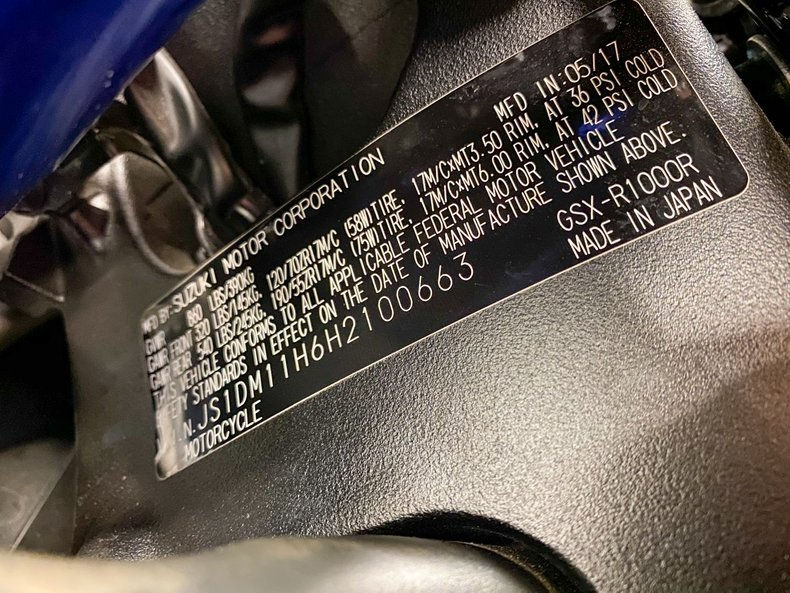 MFD BY: SUZUKI MOTOR CORPORATION MFD IN: 05/17
GVWR 860 LBS/390KG
GAWR FRONT 320 LBS/145KG, 120/70ZR17M/C (58W) TIRE, 17M/CxMT3.50 RIM, AT 36 PSI COLD
GAWR REAR 540 LBS/245KG, 190/55ZR17M/C (75W) TIRE, 17M/CxMT6.00 RIM, AT 42 PSI COLD
THIS VEHICLE CONFORMS TO ALL APPLICABLE FEDERAL MOTOR VEHICLE
SAFETY STANDARDS IN EFFECT ON THE DATE OF MANUFACTURE SHOWN ABOVE.
V.I.N. JS1DM11H6H2100663 GSX-R1000R
MOTORCYCLE MADE IN JAPAN